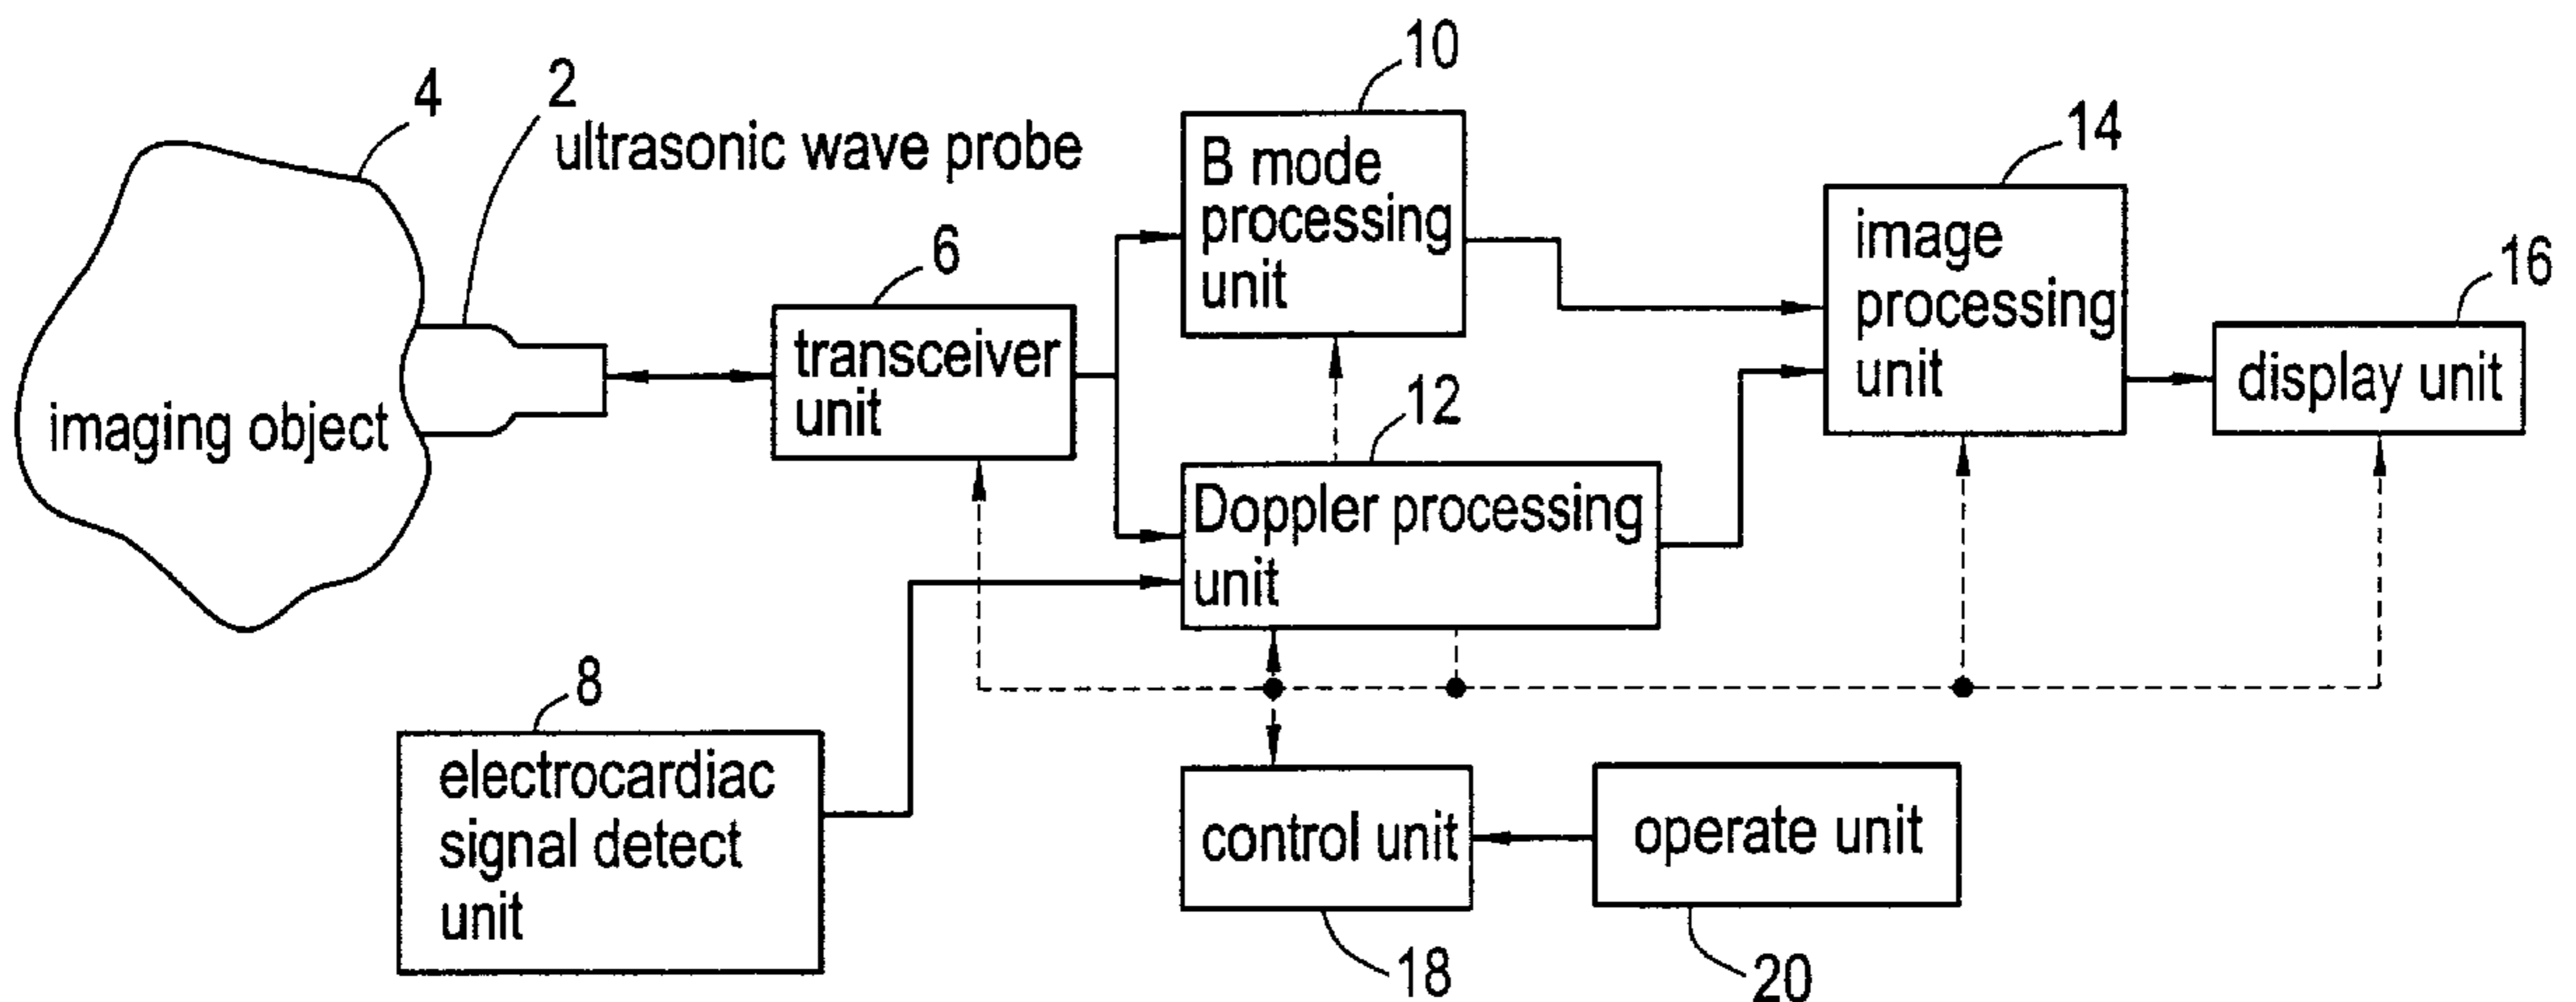 10
2
4
ultrasonic wave probe
14
B mode
processing
unit
6
image
processing
unit
16
transceiver
unit
display unit
12
imaging object
Doppler processing
unit
8
electrocardiac
signal detect
unit
control unit
operate unit
18
20